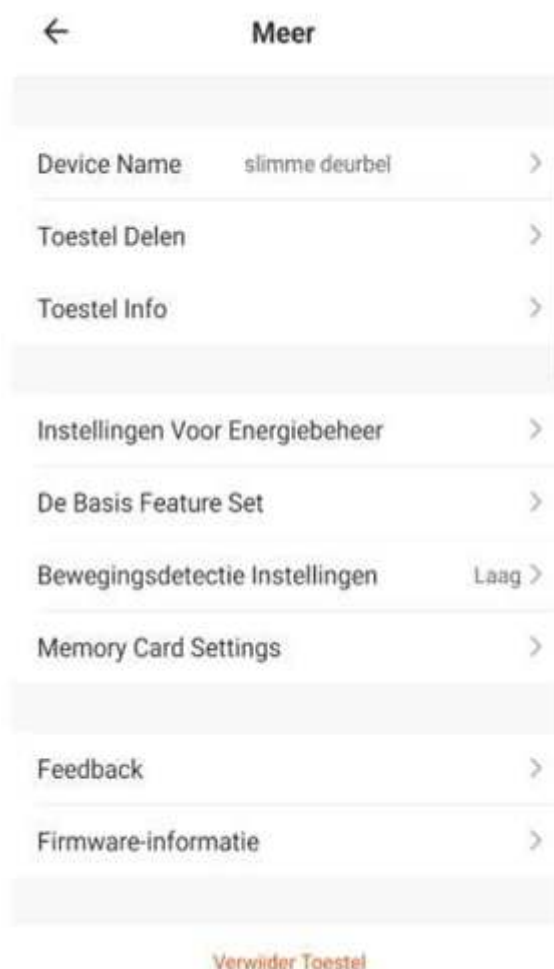 Meer
Device Name slimme deurbel
Toestel Delen
Toestel Info
Instellingen Voor Energiebeheer
De Basis Feature Set
Bewegingsdetectie Instellingen Laag
Memory Card Settings
Feedback
Firmware-informatie
Verwijder Toestel